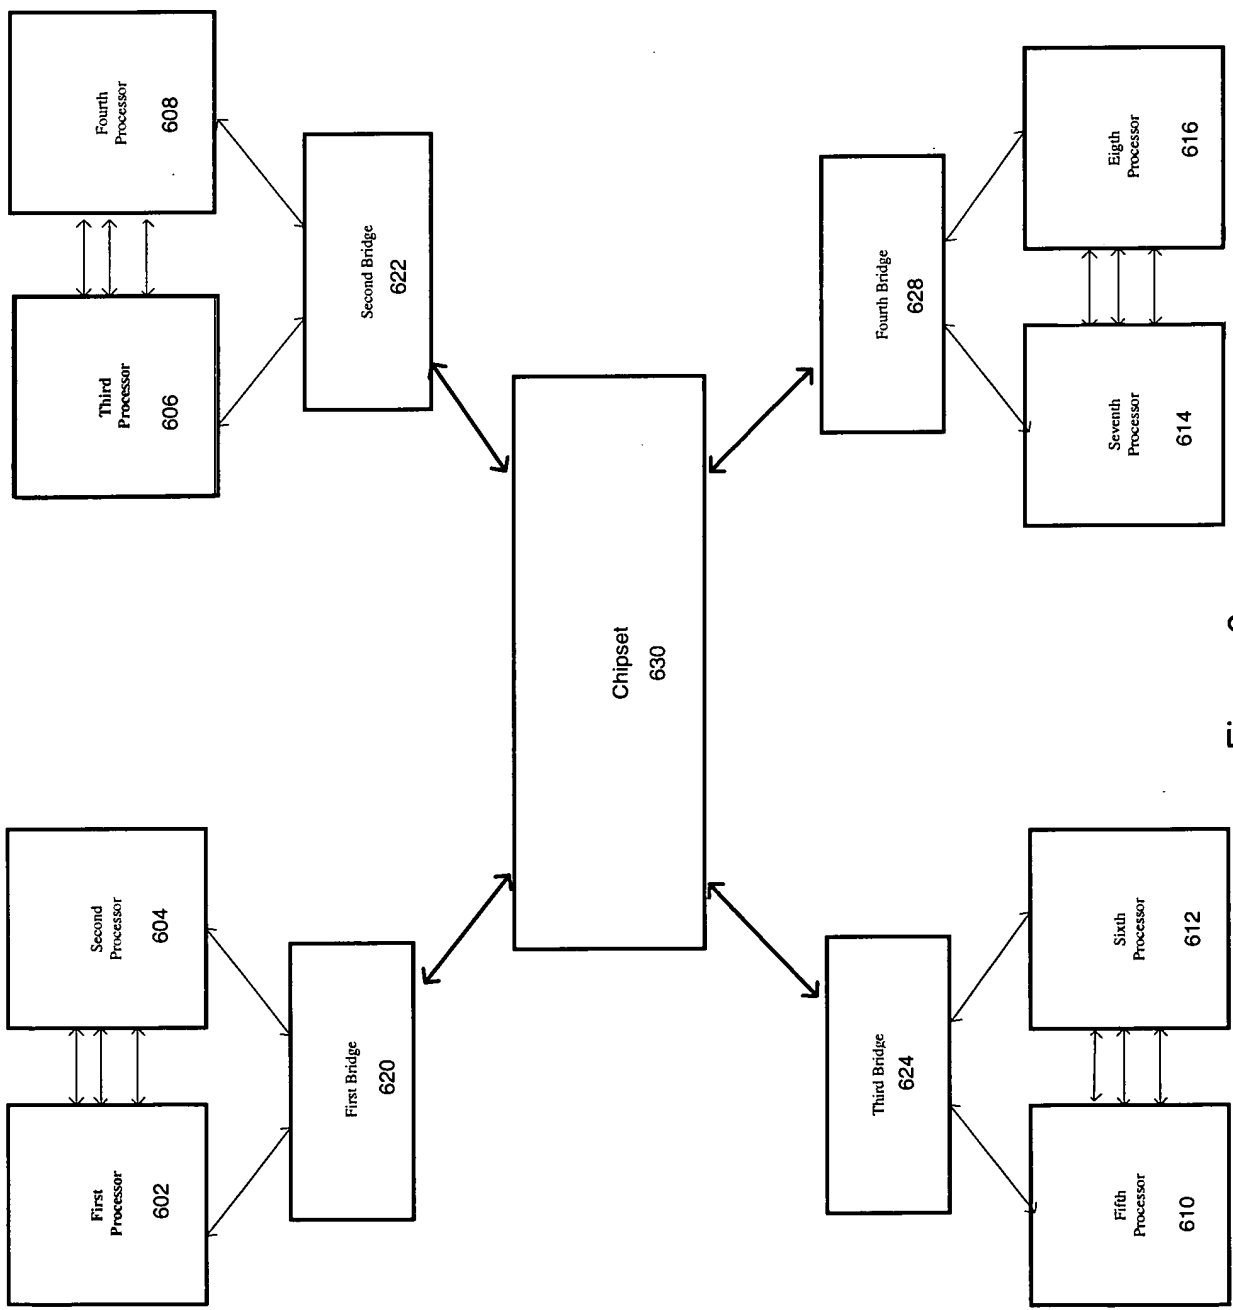 First
Processor
602
Second
Processor
604
Third
Processor
606
Fourth
Processor
608
First Bridge
620
Second Bridge
622
Chipset
630
Third Bridge
624
Fourth Bridge
628
Fifth
Processor
610
Sixth
Processor
612
Seventh
Processor
614
Eigth
Processor
616